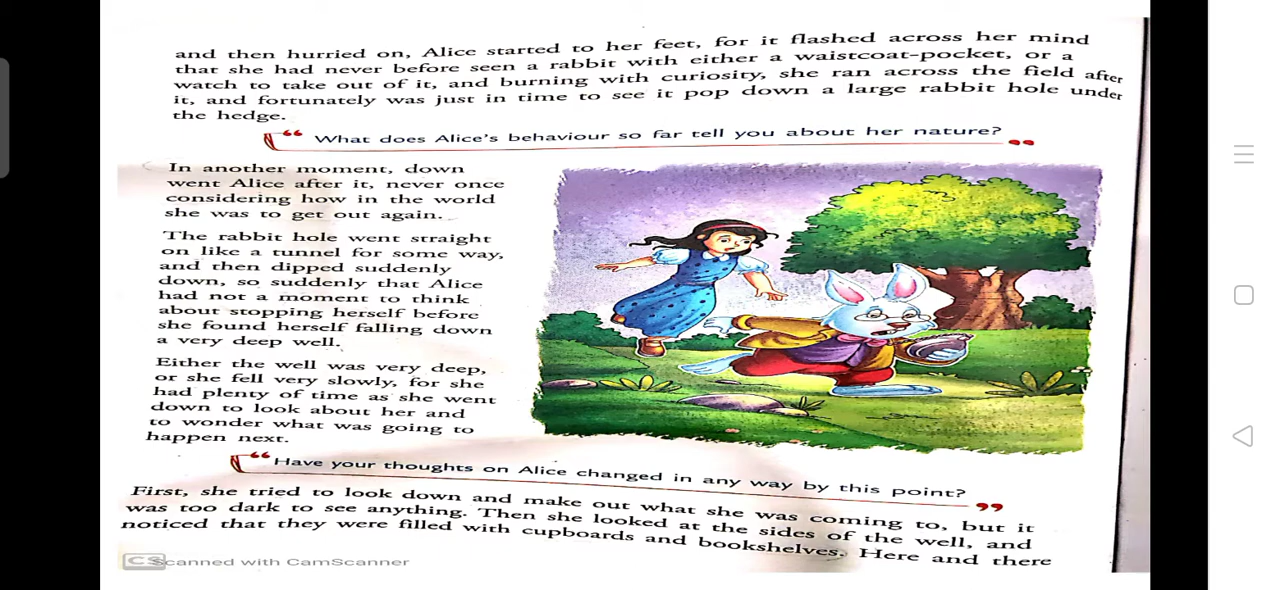 and then hurried on, Alice started to her feet, for it flashed across her mind
that she had never before seen a rabbit with either a waistcoat-pocket, or a
watch to take out of it, and burning with curiosity, she ran across the field after
it, and fortunately was just in time to see it pop down a large rabbit hole under
the hedge.
“ What does Alice's behaviour so far tell you about her nature? ”
In another moment, down
went Alice after it, never once
considering how in the world
she was to get out again.
The rabbit hole went straight
on like a tunnel for some way,
and then dipped suddenly
down, so suddenly that Alice
had not a moment to think
about stopping herself before
she found herself falling down
a very deep well.
Either the well was very deep,
or she fell very slowly, for she
had plenty of time as she went
down to look about her and
to wonder what was going to
happen next.
“ Have your thoughts on Alice changed in any way by this point? ”
First, she tried to look down and make out what she was coming to, but it
was too dark to see anything. Then she looked at the sides of the well, and
noticed that they were filled with cupboards and bookshelves. Here and there
CS Scanned with CamScanner